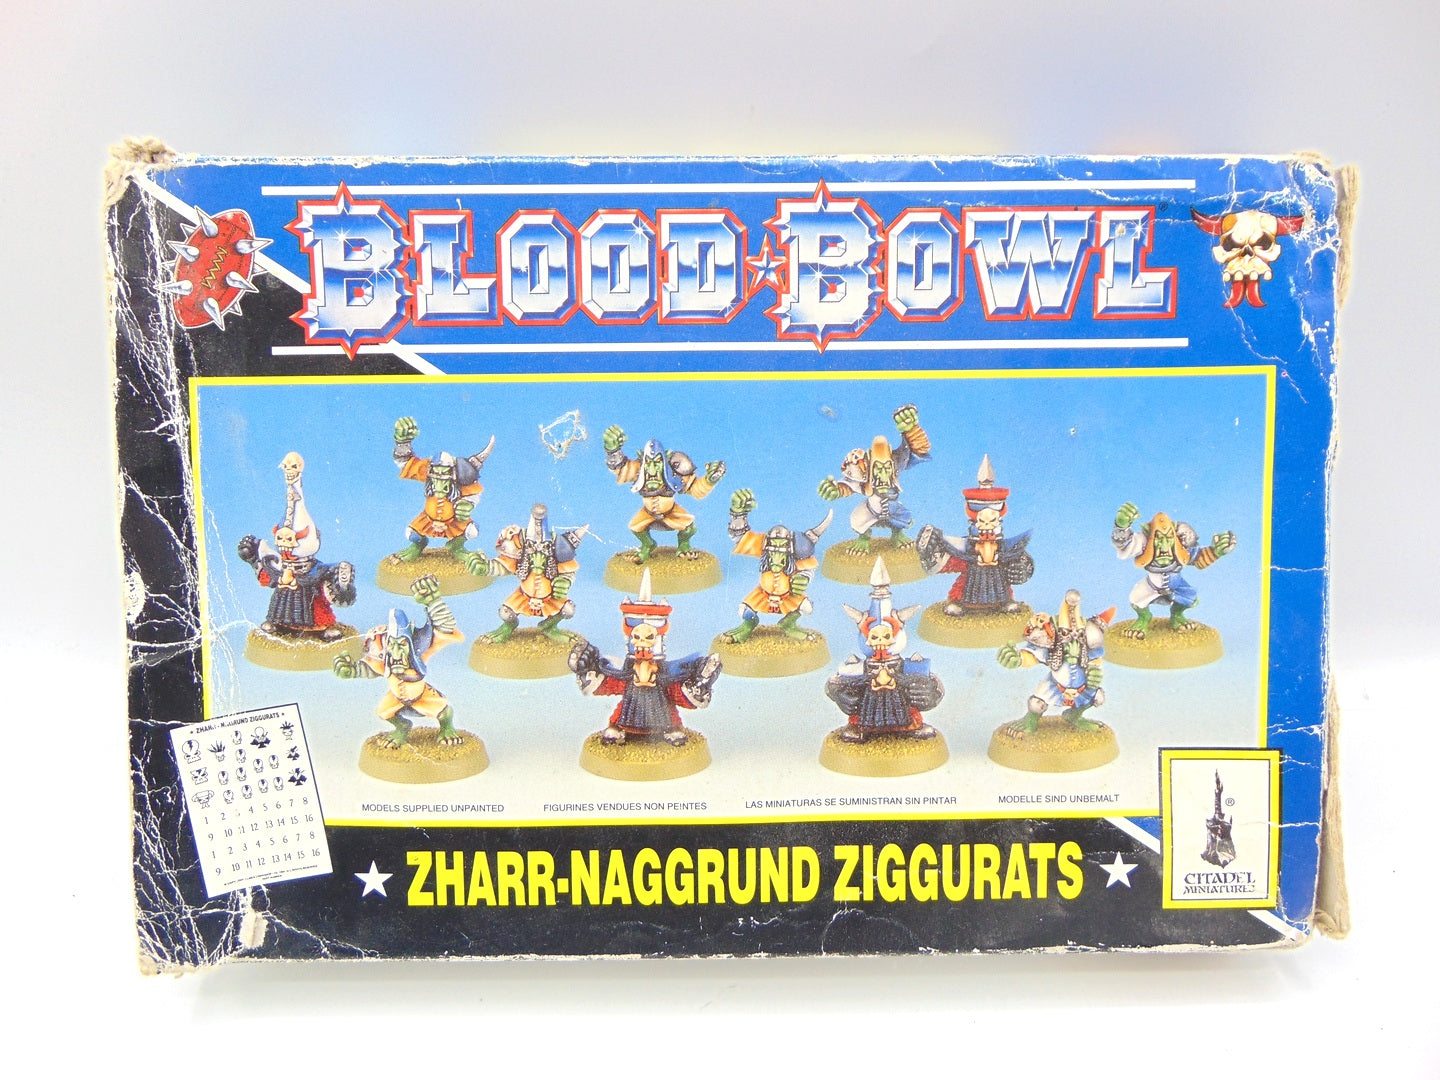 BLOOD★BOWL®
MODELS SUPPLIED UNPAINTED
FIGURINES VENDUES NON PEINTES
LAS MINIATURAS SE SUMINISTRAN SIN PINTAR
MODELLE SIND UNBEMALT
★ ZHARR-NAGGRUND ZIGGURATS ★
1 2 3 4 5 6 7 8
9 10 11 12 13 14 15 16
1 2 3 4 5 6 7 8
9 10 11 12 13 14 15 16
★ ZHARR-NAGGRUND ZIGGURATS ★
®
CITADEL
MINIATURES